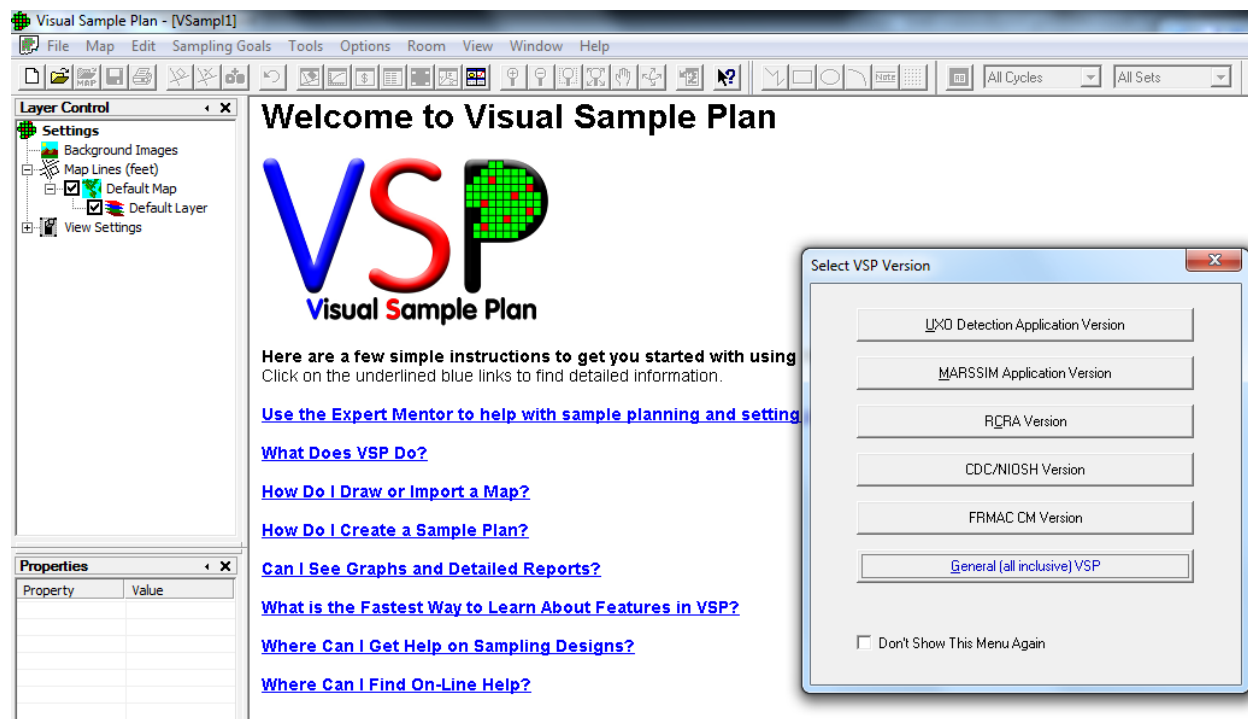 Visual Sample Plan - [VSampl1]
File Map Edit Sampling Goals Tools Options Room View Window Help
MAP
Note
All Cycles
All Sets
Layer Control
Settings
Background Images
Map Lines (feet)
Default Map
Default Layer
View Settings
Properties
Property Value
Welcome to Visual Sample Plan
VSP
Visual Sample Plan
Here are a few simple instructions to get you started with using
Click on the underlined blue links to find detailed information.
Use the Expert Mentor to help with sample planning and setting
What Does VSP Do?
How Do I Draw or Import a Map?
How Do I Create a Sample Plan?
Can I See Graphs and Detailed Reports?
What is the Fastest Way to Learn About Features in VSP?
Where Can I Get Help on Sampling Designs?
Where Can I Find On-Line Help?
Select VSP Version
UXO Detection Application Version
MARSSIM Application Version
RCRA Version
CDC/NIOSH Version
FRMAC CM Version
General (all inclusive) VSP
Don't Show This Menu Again